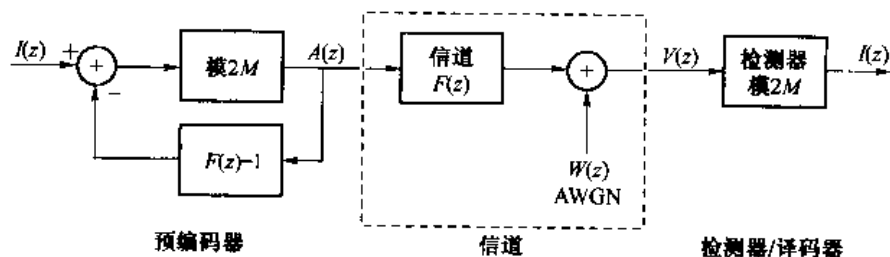 I(z)
+
+
−
模2M
A(z)
F(z)−1
信道
F(z)
+
W(z)
AWGN
V(z)
检测器
模2M
I(z)
预编码器
信道
检测器/译码器